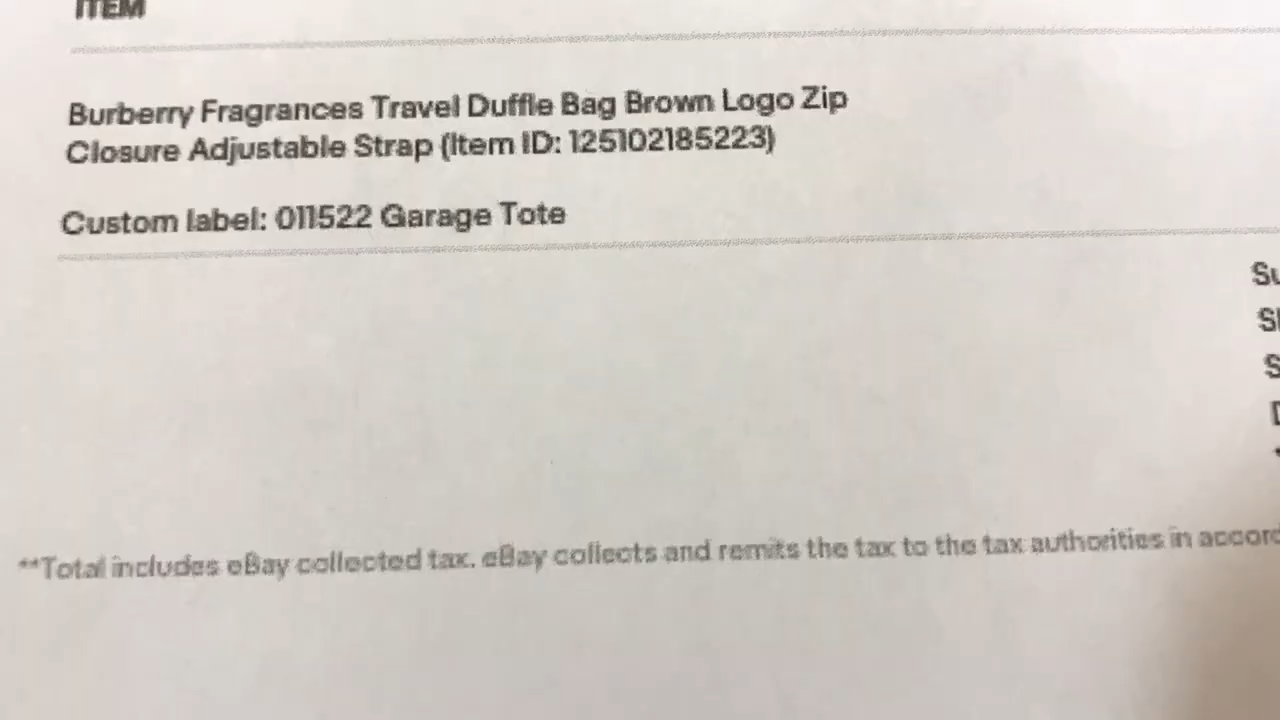 ITEM
Burberry Fragrances Travel Duffle Bag Brown Logo Zip
Closure Adjustable Strap (Item ID: 125102185223)
Custom label: 011522 Garage Tote
**Total includes eBay collected tax. eBay collects and remits the tax to the tax authorities in